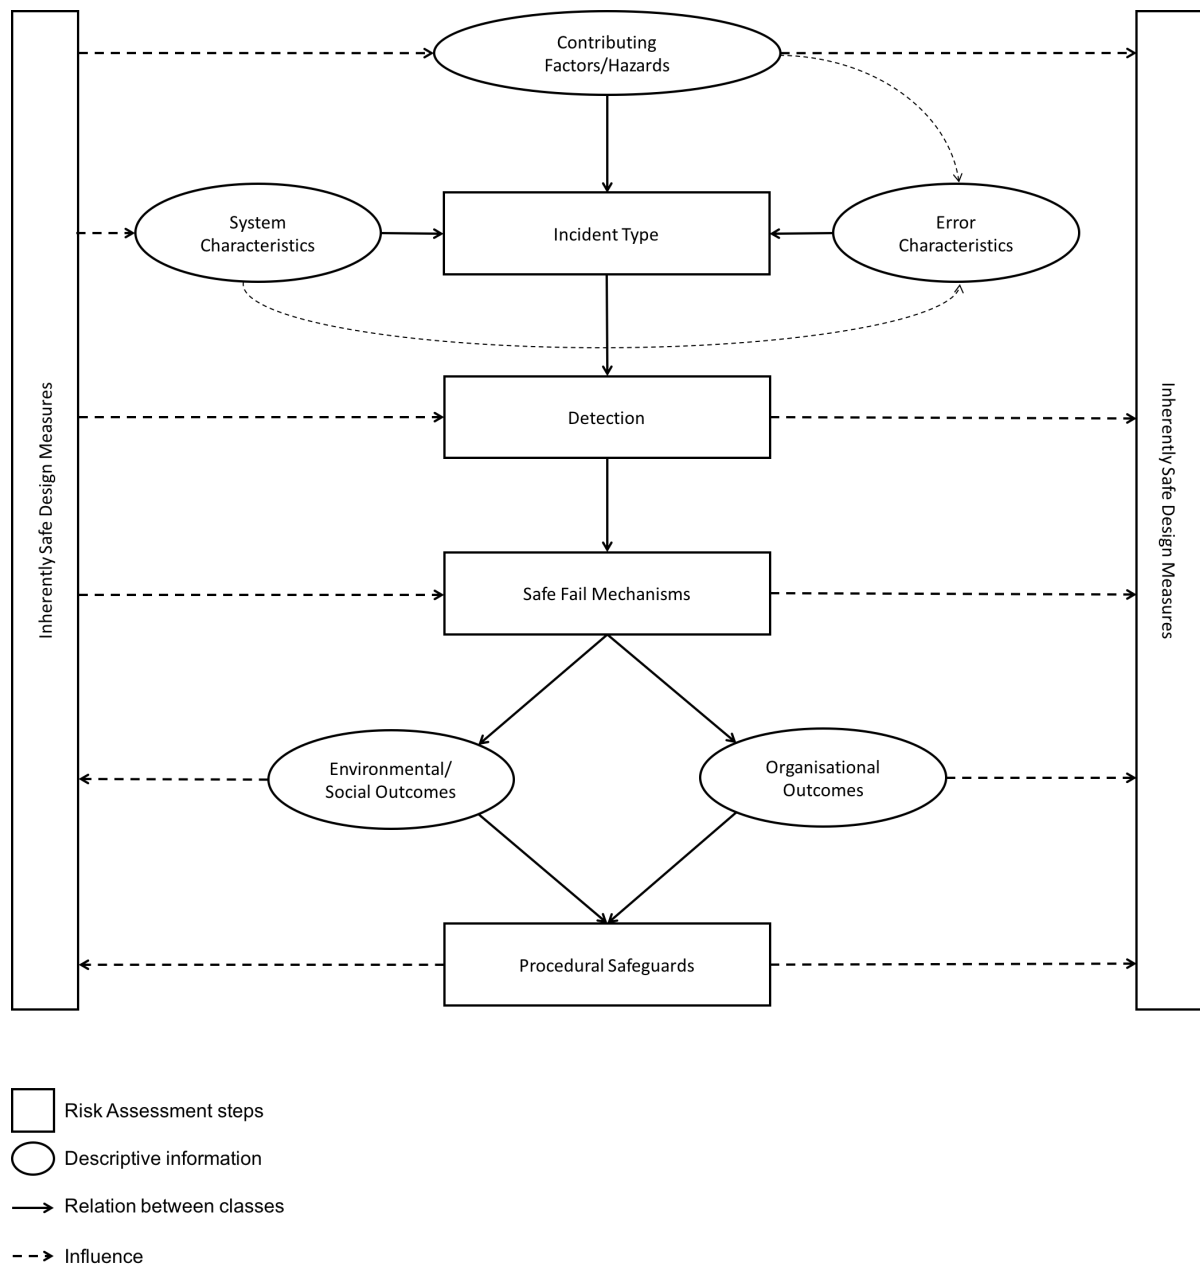 Contributing
Factors/Hazards
System
Characteristics
Incident Type
Error
Characteristics
Inherently Safe Design Measures
Detection
Inherently Safe Design Measures
Safe Fail Mechanisms
Environmental/
Social Outcomes
Organisational
Outcomes
Procedural Safeguards
Risk Assessment steps
Descriptive information
Relation between classes
Influence